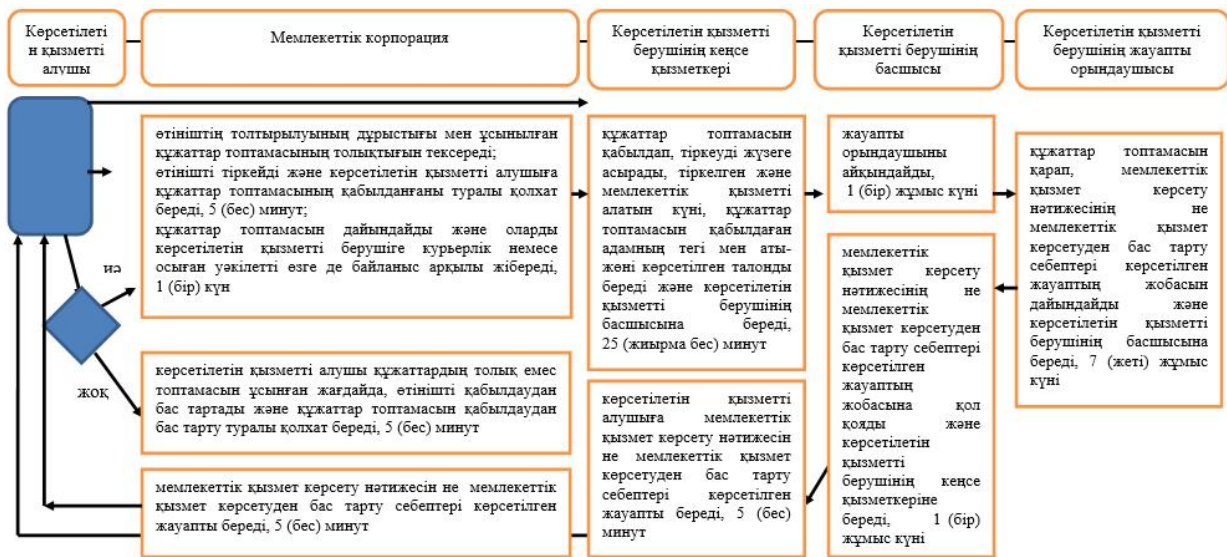 Көрсетілеті
н қызметті
алушы
Мемлекеттік корпорация
Көрсетілетін қызметті
берушінің кеңсе
қызметкері
Көрсетілетін
қызметті берушінің
басшысы
Көрсетілетін қызметті
берушінің жауапты
орындаушысы
өтініштің толтырылуының дұрыстығы мен ұсынылған
құжаттар топтамасының толықтығын тексереді;
өтінішті тіркейді және көрсетілетін қызметті алушыға
құжаттар топтамасының қабылданғаны туралы қолхат
береді, 5 (бес) минут;
құжаттар топтамасын дайындайды және оларды
көрсетілетін қызметті берушіге курьерлік немесе
осыған уәкілетті өзге де байланыс арқылы жібереді,
1 (бір) күн
құжаттар топтамасын
қабылдап, тіркеуді жүзеге
асырады, тіркелген және
мемлекеттік қызметті
алатын күні, құжаттар
топтамасын қабылдаған
адамның тегі мен аты-
жөні көрсетілген талонды
береді және көрсетілетін
қызметті берушінің
басшысына береді,
25 (жиырма бес) минут
жауапты
орындаушыны
айқындайды,
1 (бір) жұмыс күні
құжаттар топтамасын
қарап, мемлекеттік
қызмет көрсету
нәтижесінің не
мемлекеттік қызмет
көрсетуден бас тарту
себептері көрсетілген
жауаптың жобасын
дайындайды және
көрсетілетін қызметті
берушінің басшысына
береді, 7 (жеті) жұмыс
күні
мемлекеттік
қызмет көрсету
нәтижесінің не
мемлекеттік
қызмет көрсетуден
бас тарту себептері
көрсетілген
жауаптың
жобасына қол
қояды және
көрсетілетін
қызметті
берушінің кеңсе
қызметкеріне
береді, 1 (бір)
жұмыс күні
иә
жоқ
көрсетілетін қызметті алушы құжаттардың толық емес
топтамасын ұсынған жағдайда, өтінішті қабылдаудан
бас тартады және құжаттар топтамасын қабылдаудан
бас тарту туралы қолхат береді, 5 (бес) минут
көрсетілетін қызметті
алушыға мемлекеттік
қызмет көрсету нәтижесін
не мемлекеттік қызмет
көрсетуден бас тарту
себептері көрсетілген
жауапты береді, 5 (бес)
минут
мемлекеттік қызмет көрсету нәтижесін не мемлекеттік
қызмет көрсетуден бас тарту себептері көрсетілген
жауапты береді, 5 (бес) минут